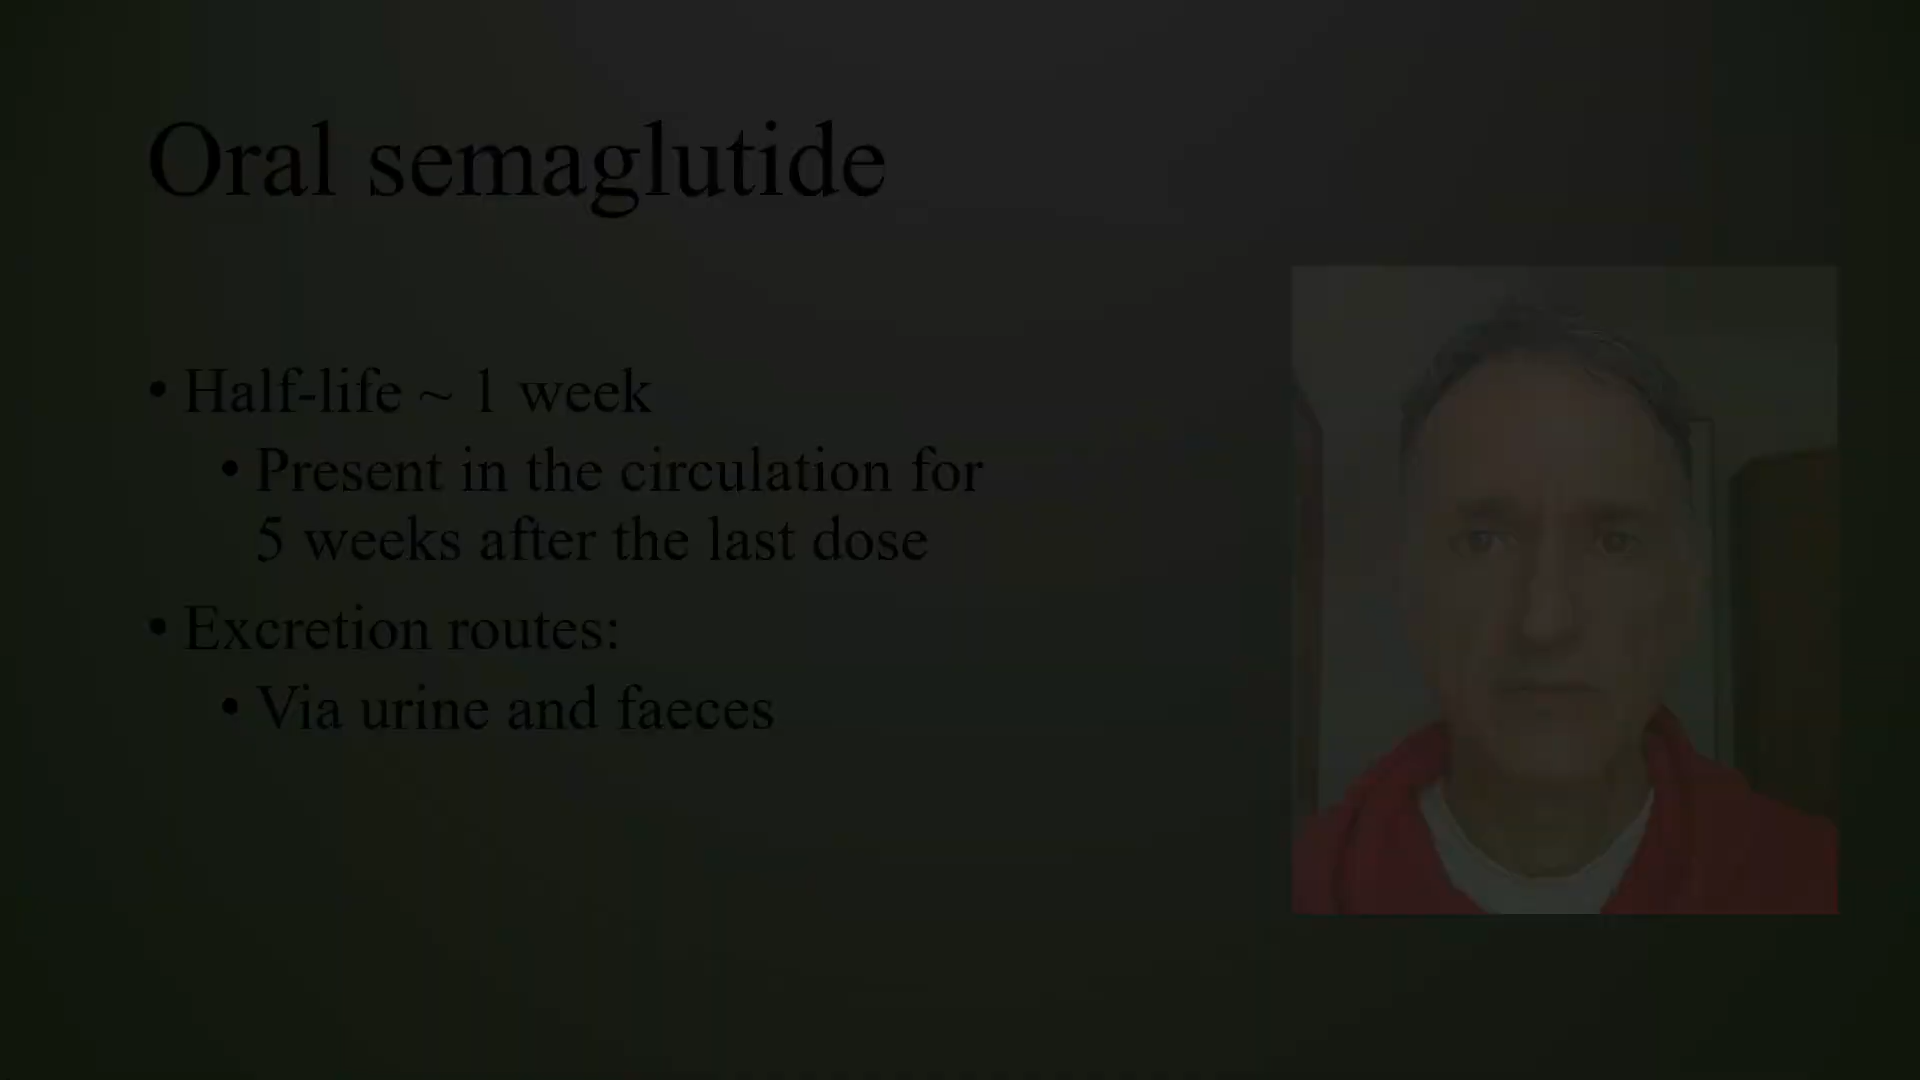 Oral semaglutide
• Half-life ~ 1 week
• Present in the circulation for
5 weeks after the last dose
• Excretion routes:
• Via urine and faeces